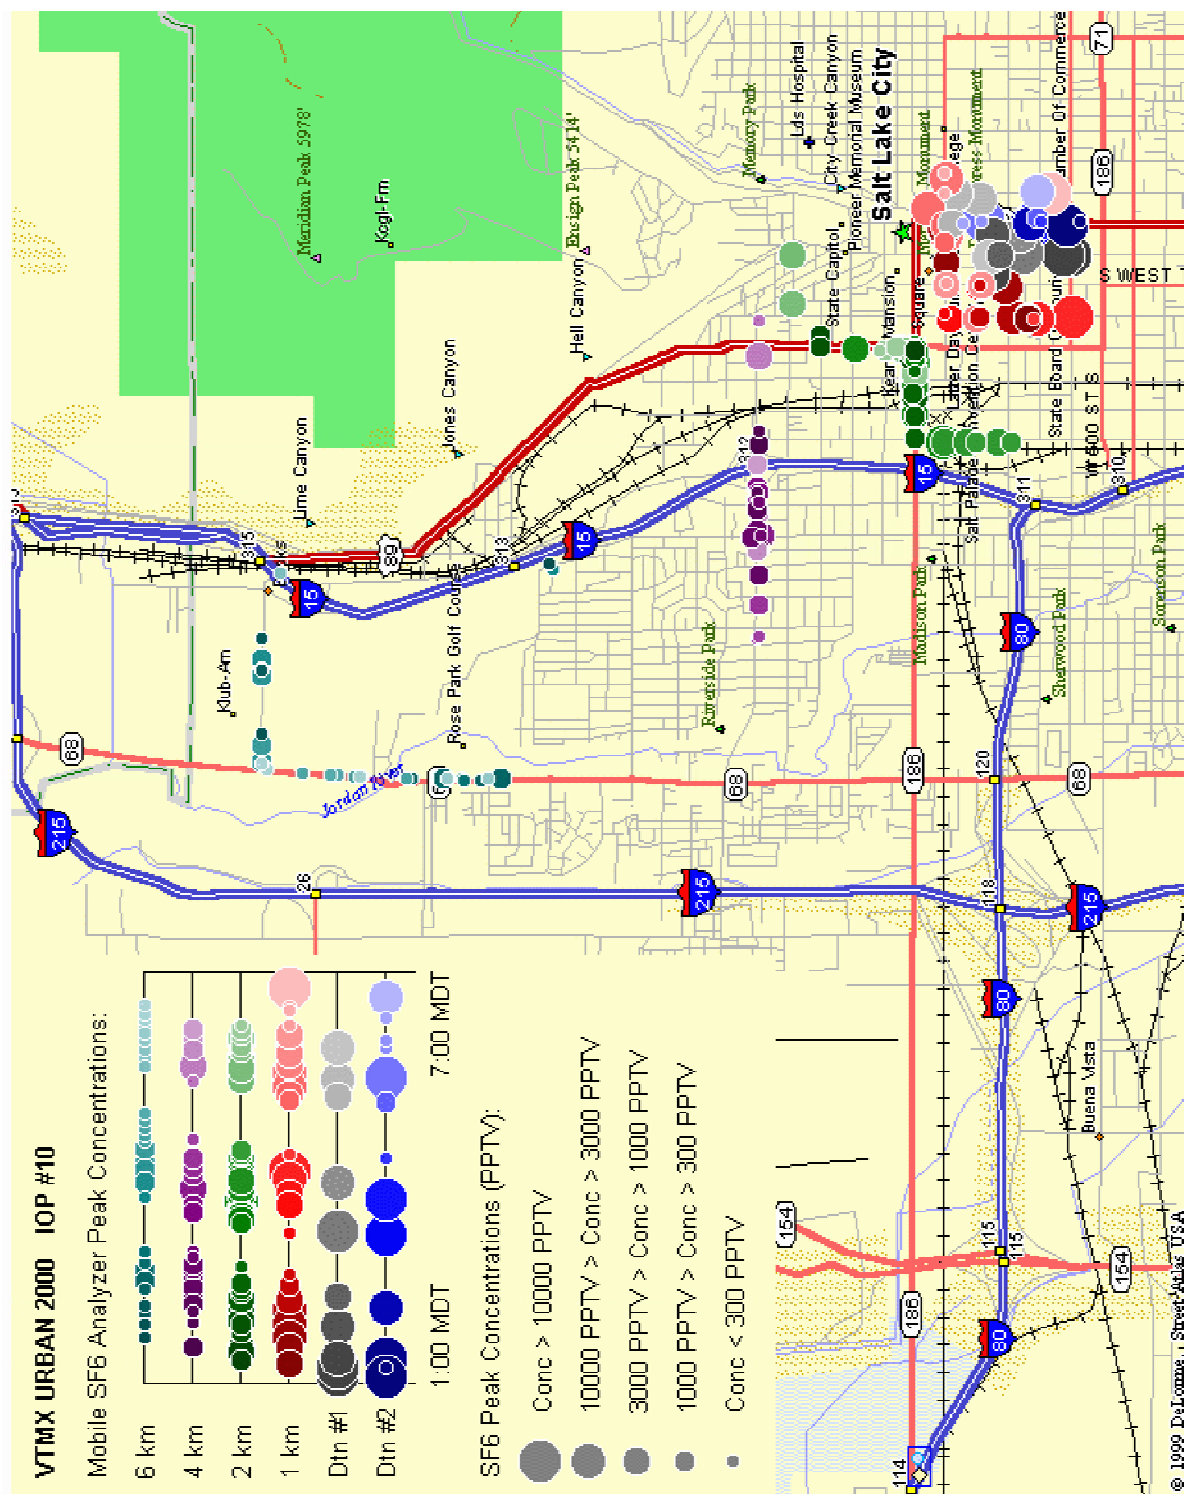 VTMX URBAN 2000 IOP #10
Mobile SF6 Analyzer Peak Concentrations:
6 km
4 km
2 km
1 km
Dtn #1
Dtn #2
1:00 MDT
7:00 MDT
SF6 Peak Concentrations (PPTV):
Conc > 10000 PPTV
10000 PPTV > Conc > 3000 PPTV
3000 PPTV > Conc > 1000 PPTV
1000 PPTV > Conc > 300 PPTV
Conc < 300 PPTV
215
68
26
Klub-Am
315
15
Lime Canyon
89
Meridian Peak 5978'
Kogl-Fm
Jordan River
Rose Park Golf Course
313
Jones Canyon
15
Hell Canyon
Ensign Peak 5414'
215
68
Riverside Park
Memory Park
Lds Hospital
City Creek Canyon
State Capitol
Pioneer Memorial Museum
Salt Lake City
Mansion
Square
Monument
15
186
Madison Park
Salt Palace
State Board
Number Of Commerce
71
186
S WEST T
311
310
80
Sherwood Park
Sorenson Park
120
68
118
215
80
Buena Vista
154
115
115
154
186
80
114
© 1999 DeLorme. Street Atlas USA